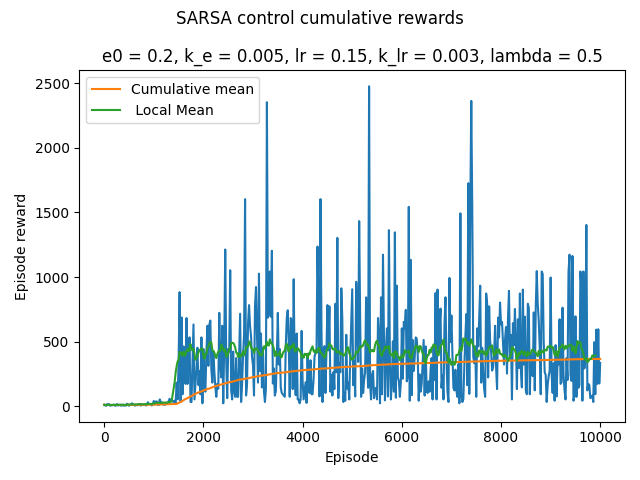 SARSA control cumulative rewards
e0 = 0.2, k_e = 0.005, lr = 0.15, k_lr = 0.003, lambda = 0.5
Cumulative mean
Local Mean
2500
2000
1500
1000
500
0
Episode reward
0 2000 4000 6000 8000 10000
Episode